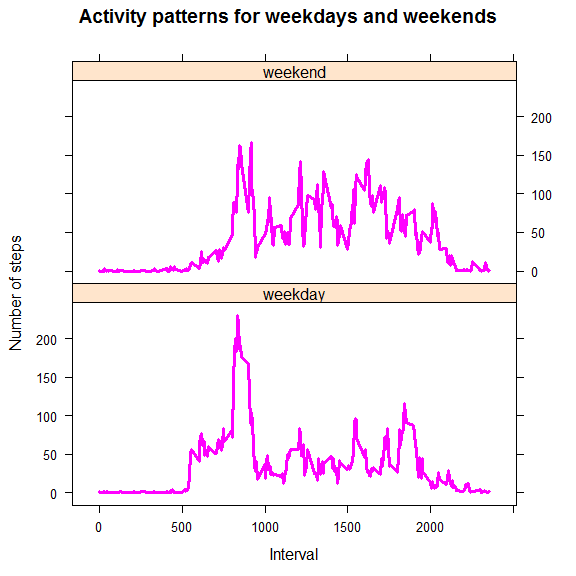 Activity patterns for weekdays and weekends
weekend
200
150
100
50
0
Number of steps
weekday
200
150
100
50
0
0 500 1000 1500 2000
Interval